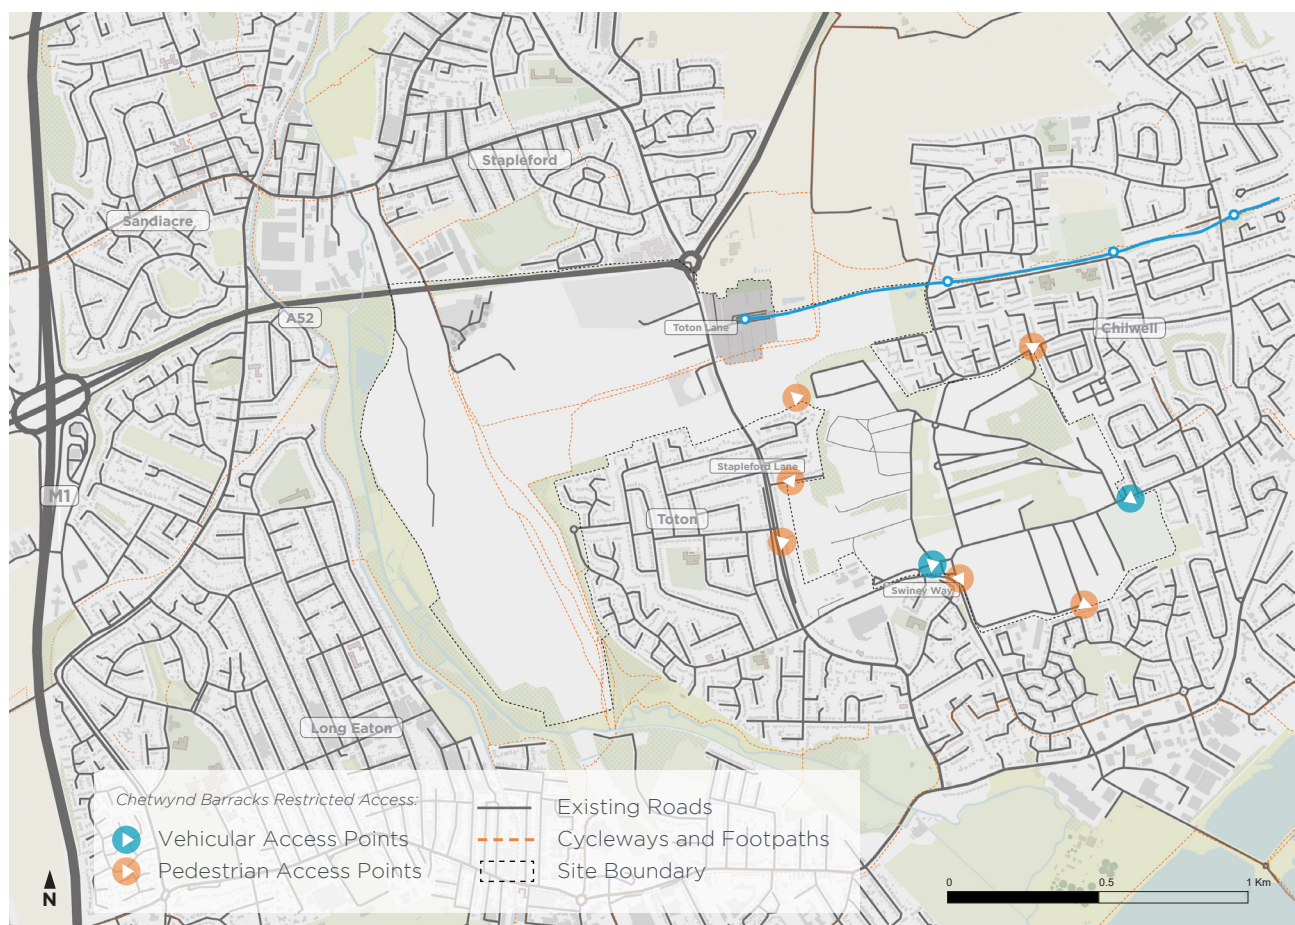 Stapleford
Sandiacre
A52
Toton Lane
Chilwell
Stapleford Lane
M1
Toton
Swiney Way
Long Eaton
Chetwynd Barracks Restricted Access:
Vehicular Access Points
Pedestrian Access Points
Existing Roads
Cycleways and Footpaths
Site Boundary
N
0 0.5 1 Km